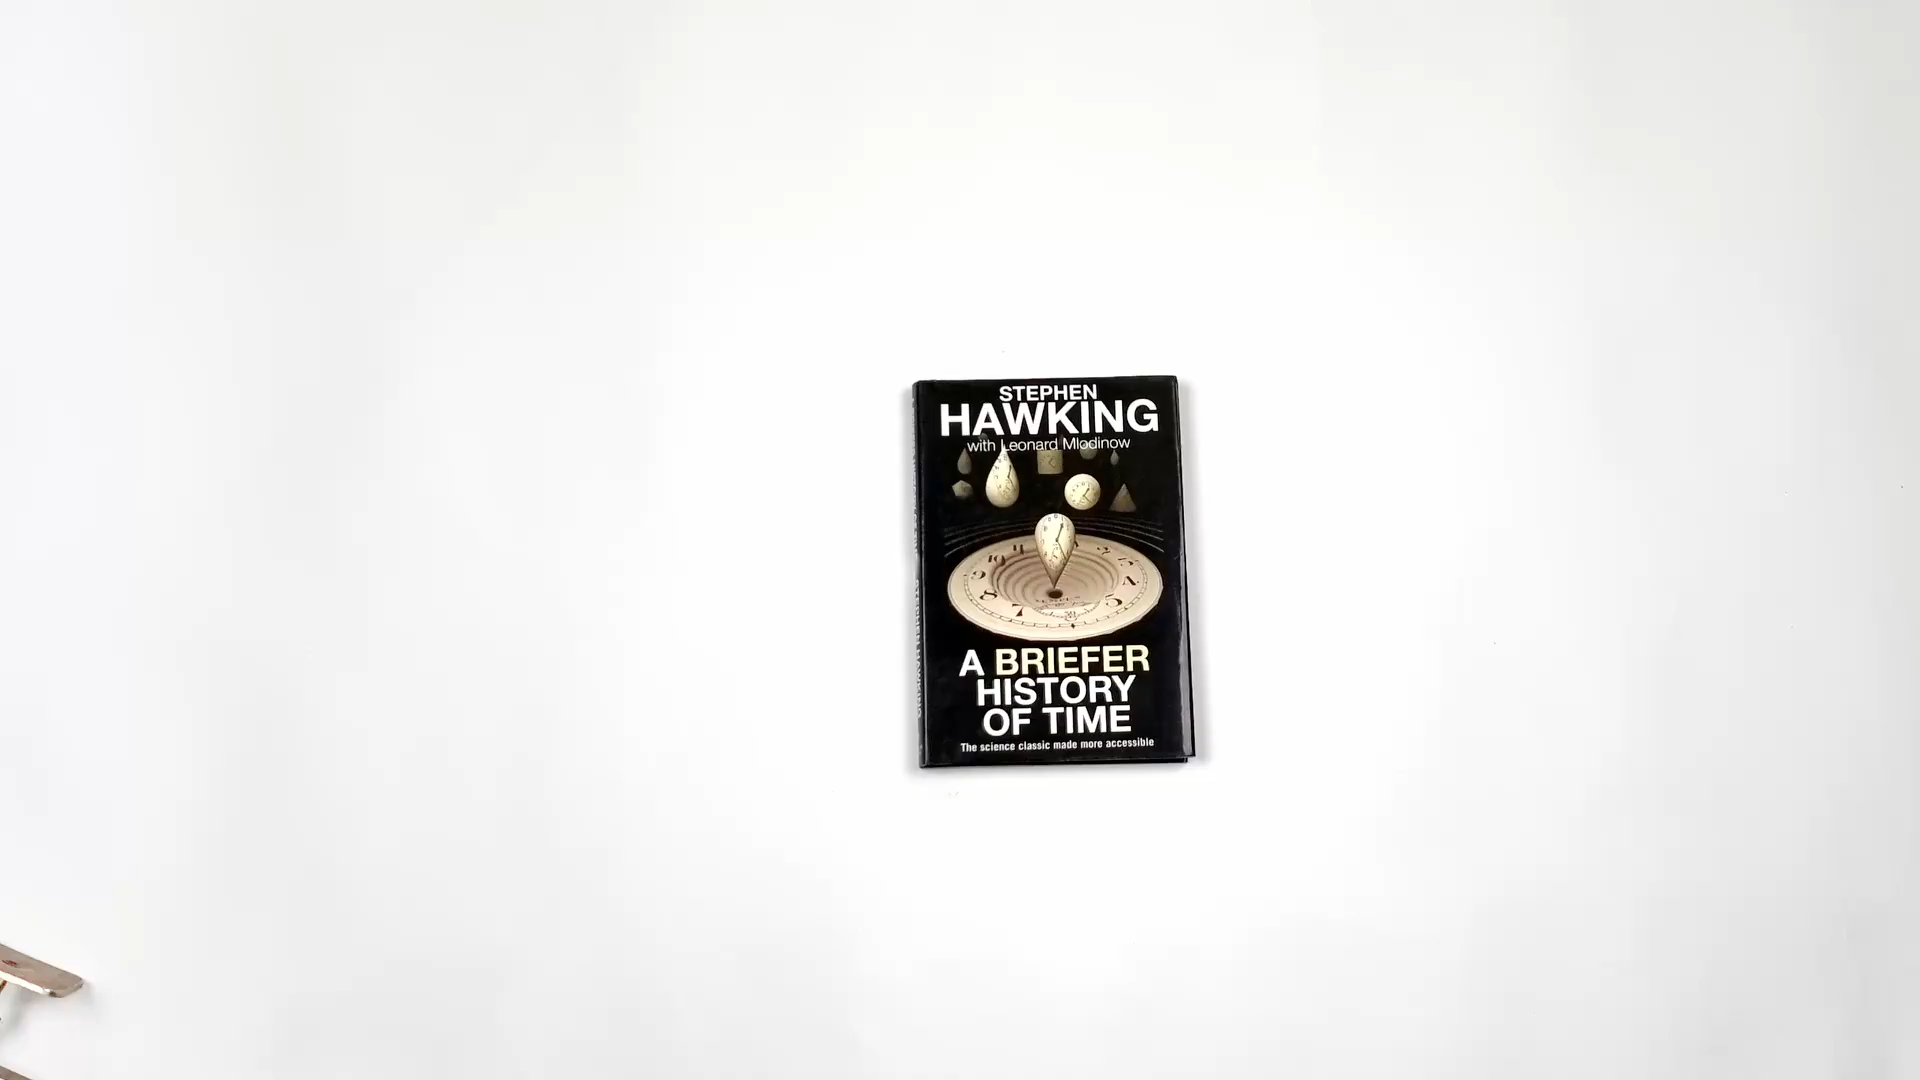 STEPHEN
HAWKING
with Leonard Mlodinow
A BRIEFER
HISTORY
OF TIME
The science classic made more accessible
STEPHEN HAWKING